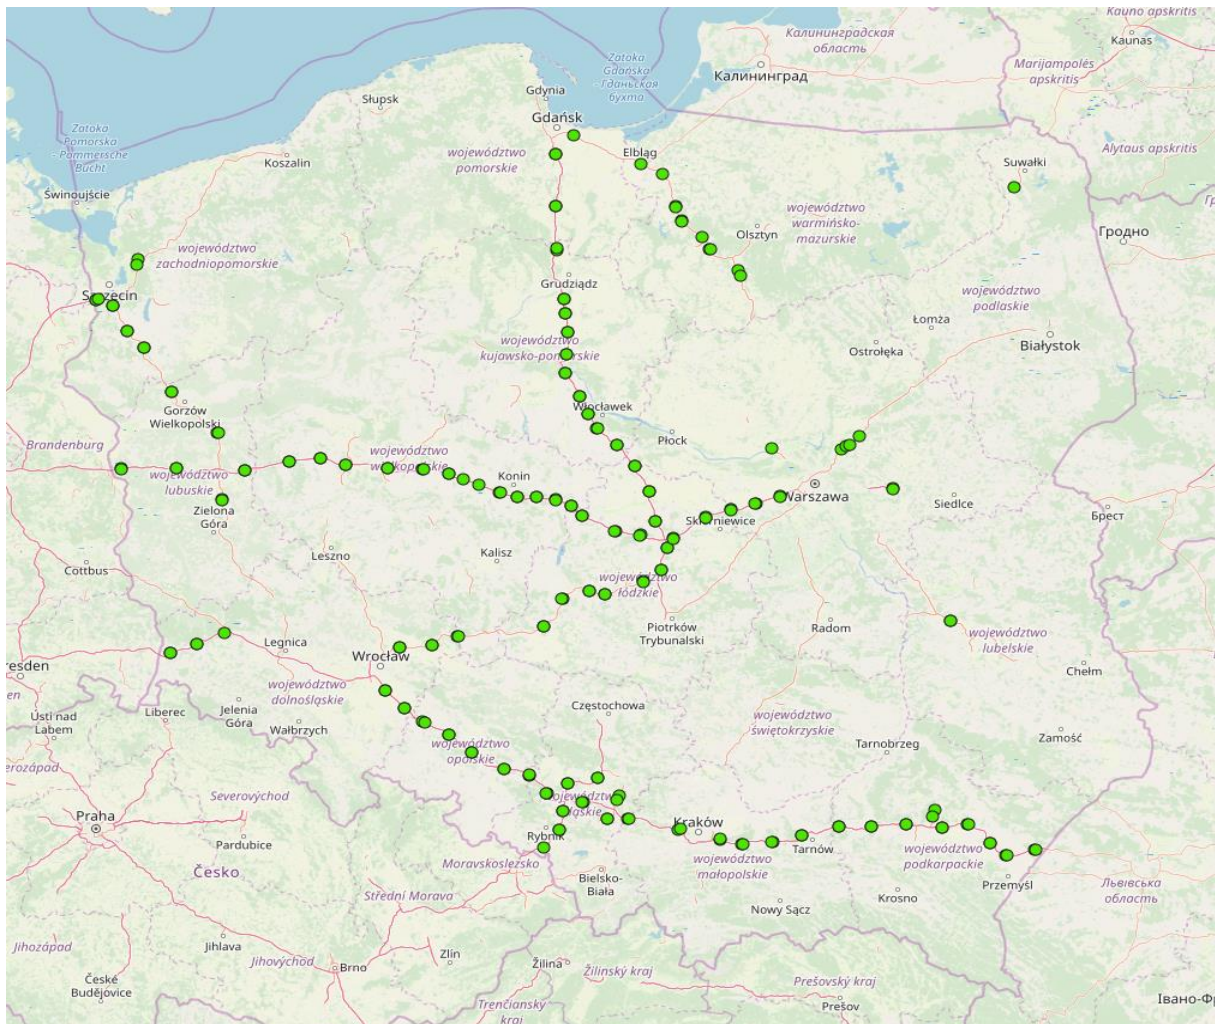 Kauno apskritis
Kaunas
Калининградская
область
Marijampolės
apskritis
Zatoka
Gdańska
- Гданьская
бухта
Калининград
Gdynia
Słupsk
Gdańsk
Zatoka
Pomorska
- Pommersche
Bucht
Elbląg
Alytaus apskritis
Koszalin
województwo
pomorskie
Suwałki
Świnoujście
województwo
warmińsko-
mazurskie
Olsztyn
Гродно
województwo
zachodniopomorskie
Grudziądz
województwo
podlaskie
Łomża
Białystok
Ostrołęka
Włocławek
Gorzów
Wielkopolski
Płock
Brandenburg
województwo
lubuskie
Konin
Warszawa
Siedlce
Zielona
Góra
Skierniewice
Брест
Leszno
Kalisz
Cottbus
województwo
łódzkie
Piotrków
Trybunalski
Radom
województwo
lubelskie
Legnica
Wrocław
Chełm
województwo
dolnośląskie
Częstochowa
Liberec
Jelenia
Góra
Wałbrzych
Ústí nad
Labem
województwo
świętokrzyskie
Zamość
województwo
opolskie
Tarnobrzeg
Severovýchod
Praha
Kraków
Rybnik
Pardubice
Tarnów
województwo
małopolskie
województwo
podkarpackie
Moravskoslezsko
Česko
Bielsko-
Biała
Przemyśl
Львівська
область
Střední Morava
Krosno
Nowy Sącz
Jihozápad
Jihlava
Jihovýchod
Brno
Zlín
Žilina
Žilinský kraj
Prešovský kraj
České
Budějovice
Trenčiansky
kraj
Prešov